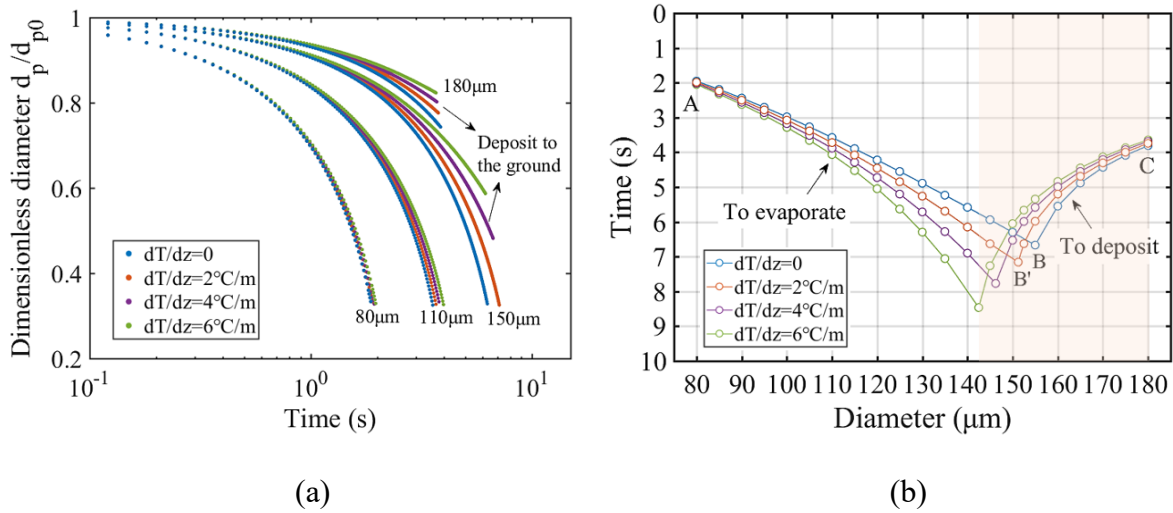 Dimensionless diameter d_p/d_p0
1
0.8
0.6
0.4
0.2
10^-1
10^0
10^1
Time (s)
180μm
Deposit to
the ground
80μm
110μm
150μm
dT/dz=0
dT/dz=2°C/m
dT/dz=4°C/m
dT/dz=6°C/m
(a)
Time (s)
0
1
2
3
4
5
6
7
8
9
10
80
90
100
110
120
130
140
150
160
170
180
Diameter (μm)
A
To evaporate
B
B'
C
To deposit
dT/dz=0
dT/dz=2°C/m
dT/dz=4°C/m
dT/dz=6°C/m
(b)